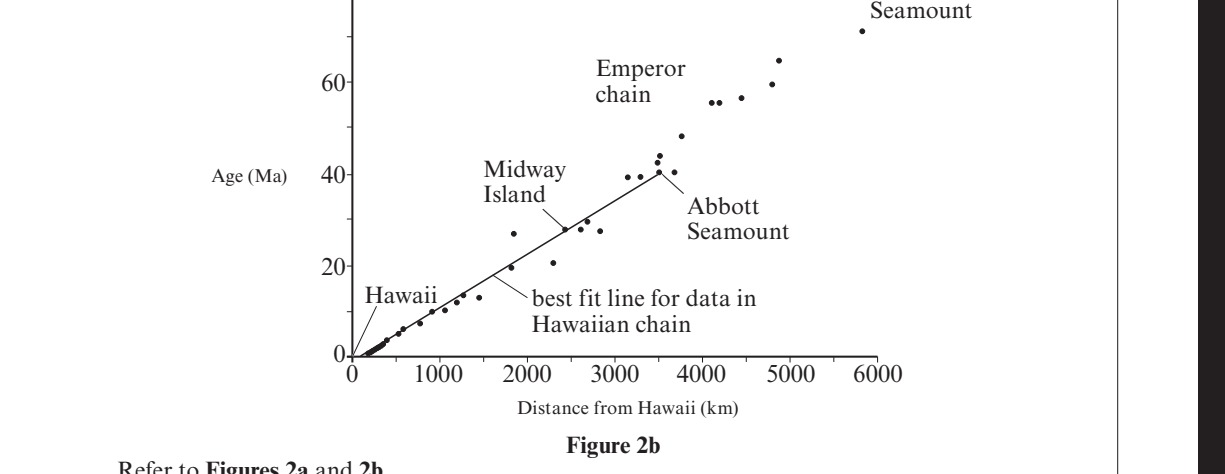 Seamount
Emperor
chain
60
Midway
Island
Age (Ma)
40
Abbott
Seamount
20
Hawaii
best fit line for data in
Hawaiian chain
0
0 1000 2000 3000 4000 5000 6000
Distance from Hawaii (km)
Figure 2b
Refer to Figures 2a and 2b